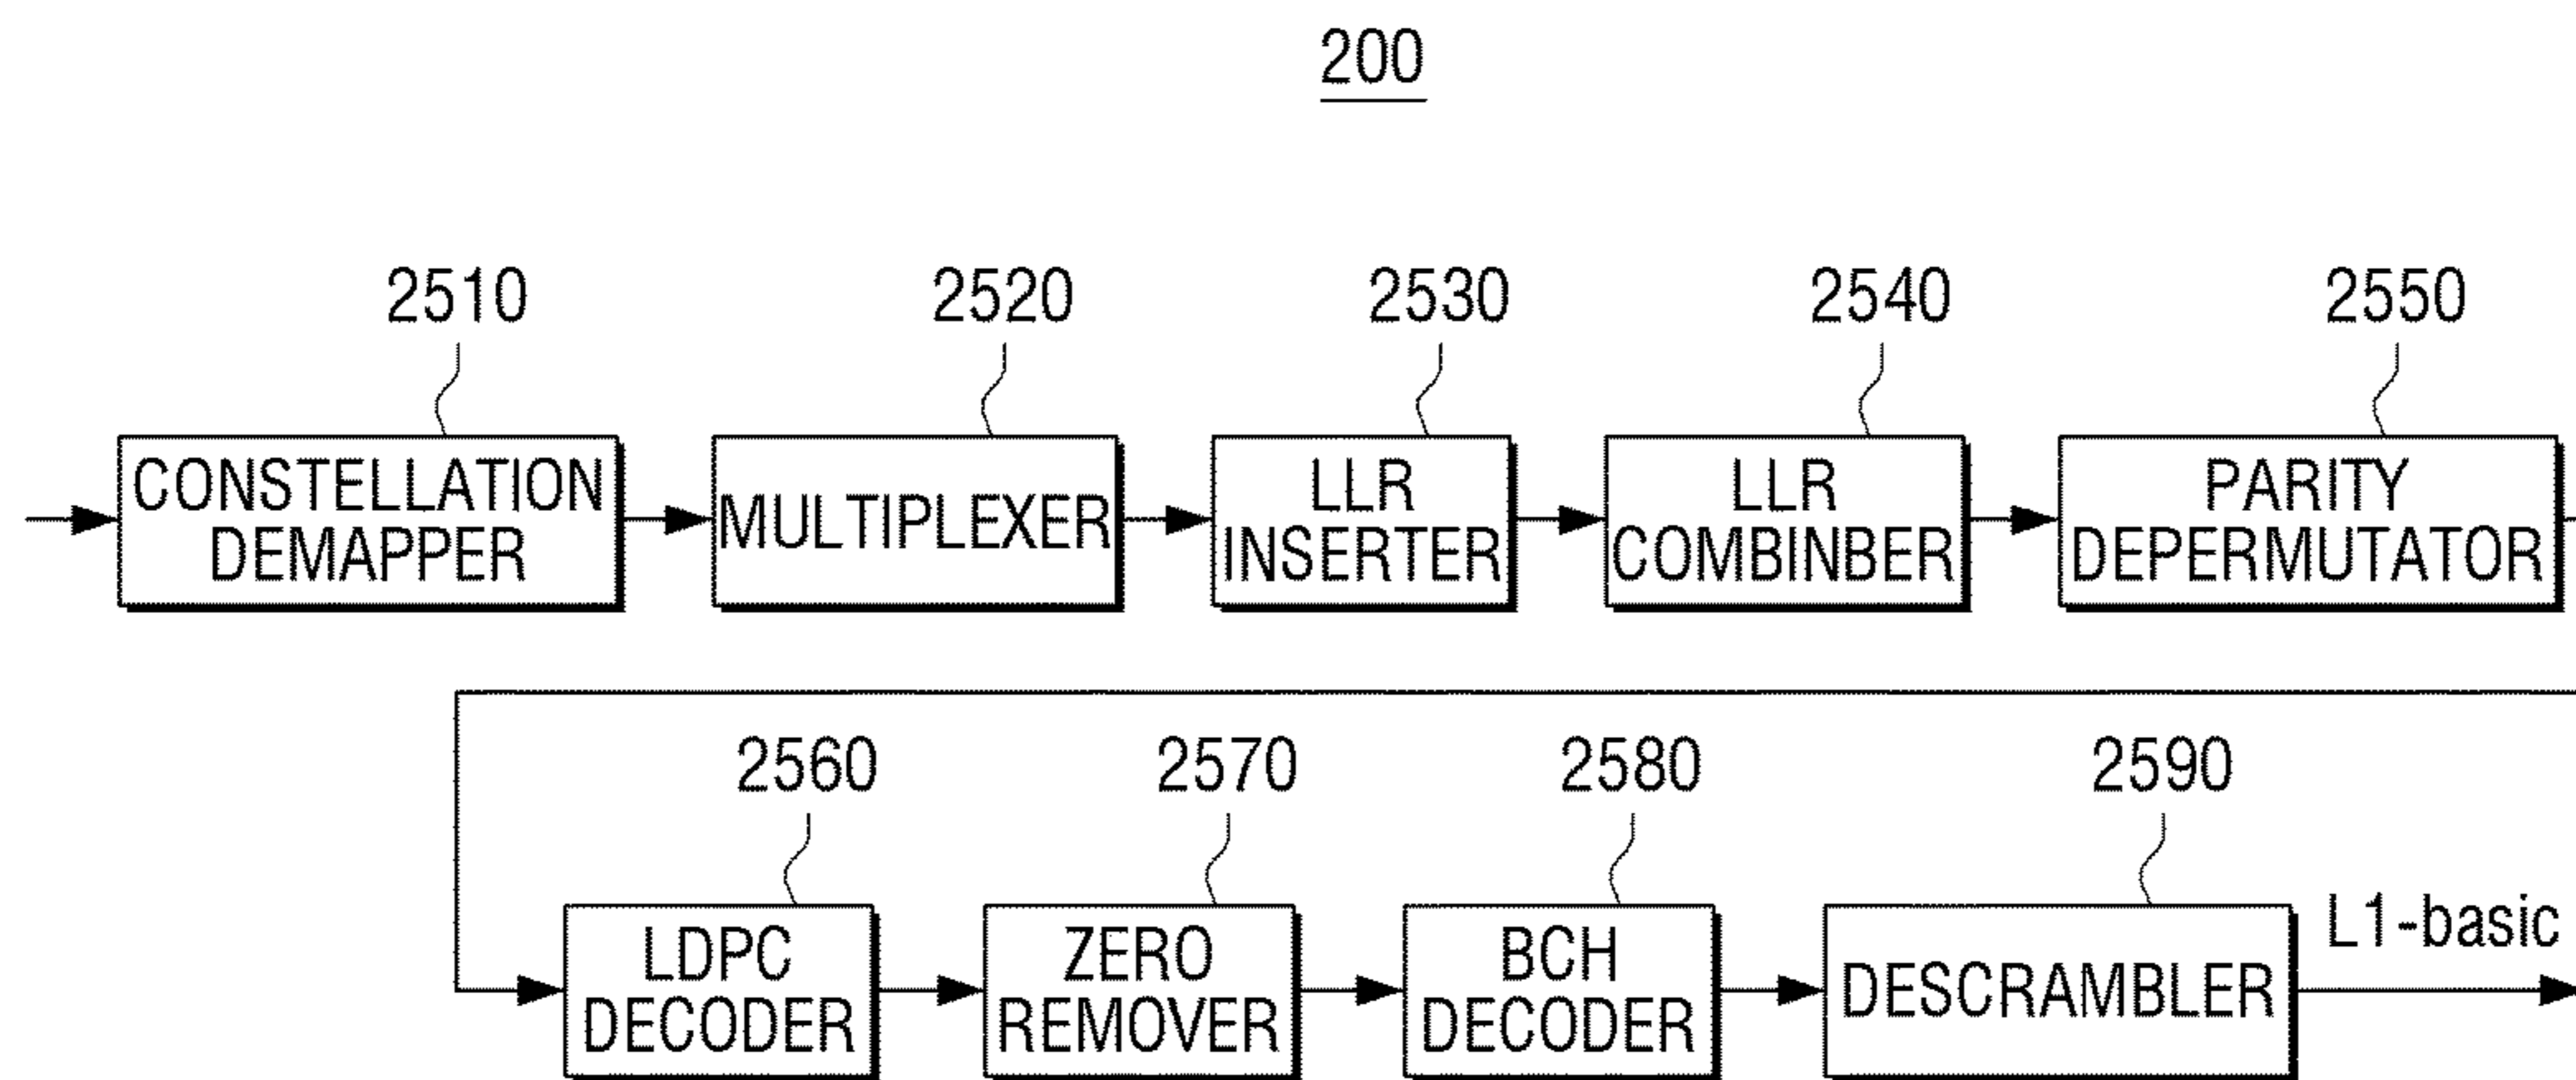 200
2510
2520
2530
2540
2550
CONSTELLATION
DEMAPPER
MULTIPLEXER
LLR
INSERTER
LLR
COMBINBER
PARITY
DEPERMUTATOR
2560
2570
2580
2590
LDPC
DECODER
ZERO
REMOVER
BCH
DECODER
DESCRAMBLER
L1-basic